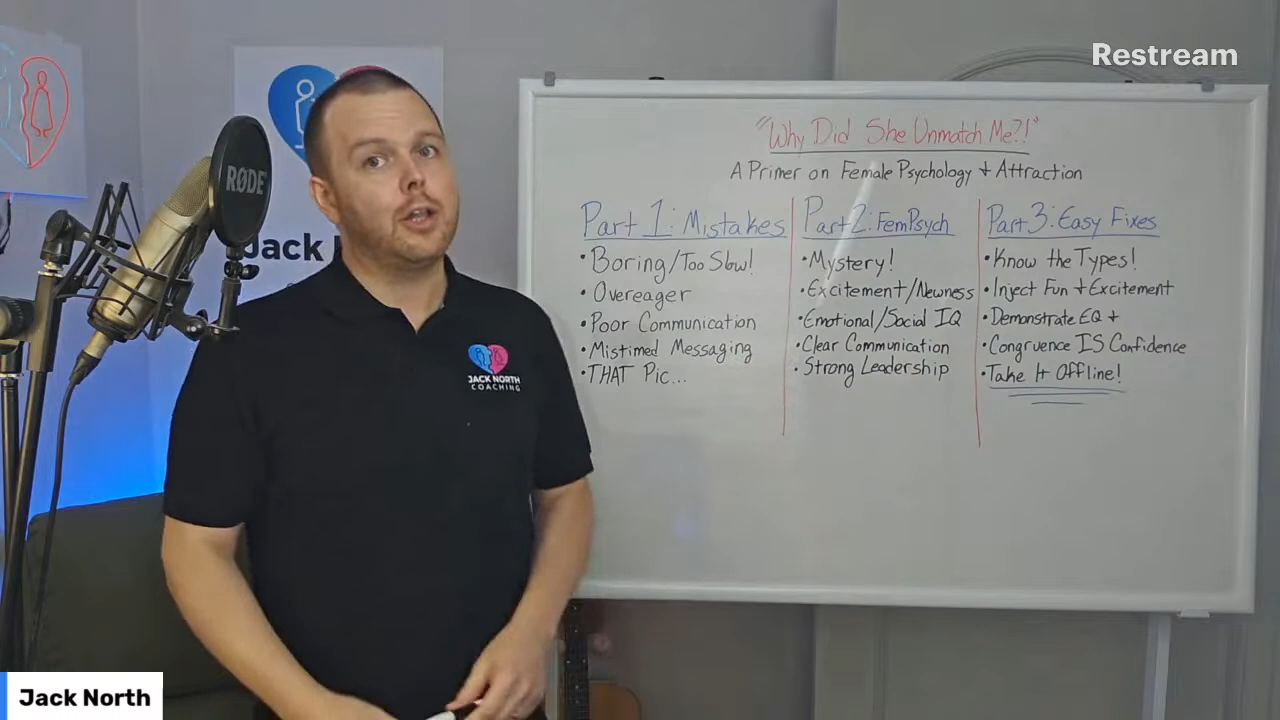 Restream
RØDE
Jack
JACK NORTH
COACHING
"Why Did She Unmatch Me?!"
A Primer on Female Psychology + Attraction
Part 1: Mistakes
• Boring/Too Slow!
• Overeager
• Poor Communication
• Mistimed Messaging
• THAT Pic...
Part 2: FemPsych
• Mystery!
• Excitement/Newness
• Emotional/Social IQ
• Clear Communication
• Strong Leadership
Part 3: Easy Fixes
• Know the Types!
• Inject Fun + Excitement
• Demonstrate EQ +
• Congruence IS Confidence
• Take It Offline!
Jack North